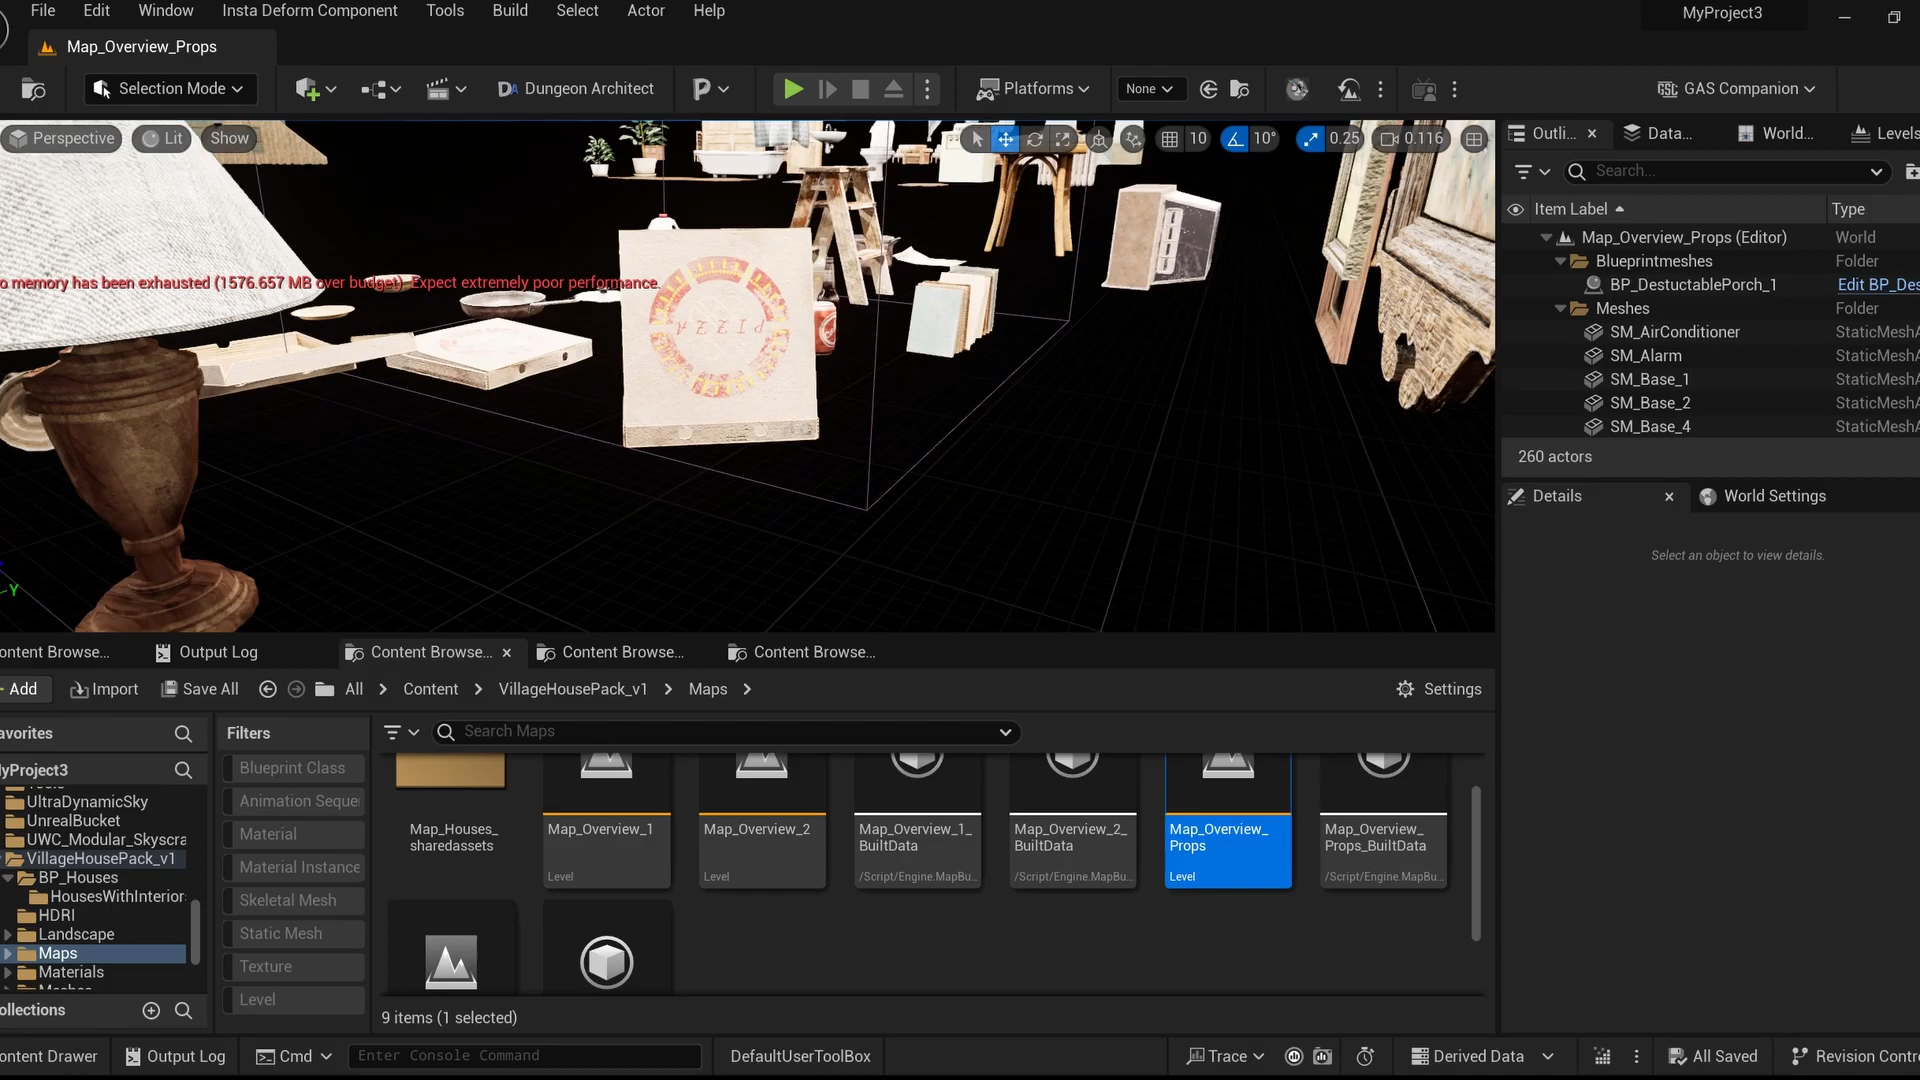 File Edit Window Insta Deform Component Tools Build Select Actor Help
MyProject3
Map_Overview_Props
Selection Mode
Dungeon Architect
Platforms
None
GAS Companion
Perspective
Lit
Show
10
10°
0.25
0.116
Outli...
Data...
World...
Levels
Search...
Item Label
Type
Map_Overview_Props (Editor)
World
Blueprintmeshes
Folder
BP_DestuctablePorch_1
Edit BP_Des
Meshes
Folder
SM_AirConditioner
StaticMeshA
SM_Alarm
StaticMeshA
SM_Base_1
StaticMeshA
SM_Base_2
StaticMeshA
SM_Base_4
StaticMeshA
260 actors
o memory has been exhausted (1576.657 MB over budget). Expect extremely poor performance.
PIZZA
-Y
Details
World Settings
Select an object to view details.
ontent Browse...
Output Log
Content Browse...
Content Browse...
Content Browse...
Add
Import
Save All
All
Content
VillageHousePack_v1
Maps
Settings
avorites
Filters
Search Maps
lyProject3
UltraDynamicSky
UnrealBucket
UWC_Modular_Skyscra
VillageHousePack_v1
BP_Houses
HousesWithInterior
HDRI
Landscape
Maps
Materials
ollections
Blueprint Class
Animation Seque
Material
Material Instance
Skeletal Mesh
Static Mesh
Texture
Level
Map_Houses_
sharedassets
Map_Overview_1
Level
Map_Overview_2
Level
Map_Overview_1_
BuiltData
/Script/Engine.MapBu...
Map_Overview_2_
BuiltData
/Script/Engine.MapBu...
Map_Overview_
Props
Level
Map_Overview_
Props_BuiltData
/Script/Engine.MapBu...
9 items (1 selected)
ontent Drawer
Output Log
Cmd
Enter Console Command
DefaultUserToolBox
Trace
Derived Data
All Saved
Revision Contr